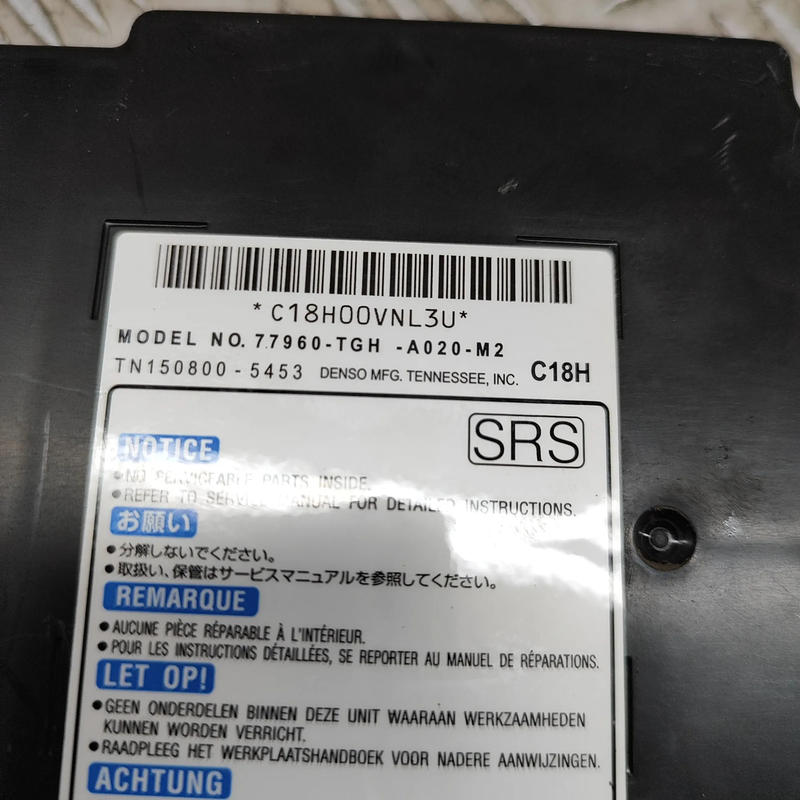 *C18H00VNL3U*
MODEL NO. 77960-TGH -A020-M2
TN150800-5453 DENSO MFG. TENNESSEE, INC. C18H
SRS
NOTICE
●NO SERVICEABLE PARTS INSIDE.
●REFER TO SERVICE MANUAL FOR DETAILED INSTRUCTIONS.
お願い
●分解しないでください。
●取扱い、保管はサービスマニュアルを参照してください。
REMARQUE
●AUCUNE PIÈCE RÉPARABLE À L'INTÉRIEUR.
●POUR LES INSTRUCTIONS DÉTAILLÉES, SE REPORTER AU MANUEL DE RÉPARATIONS.
LET OP!
●GEEN ONDERDELEN BINNEN DEZE UNIT WAARAAN WERKZAAMHEDEN
KUNNEN WORDEN VERRICHT.
●RAADPLEEG HET WERKPLAATSHANDBOEK VOOR NADERE AANWIJZINGEN.
ACHTUNG